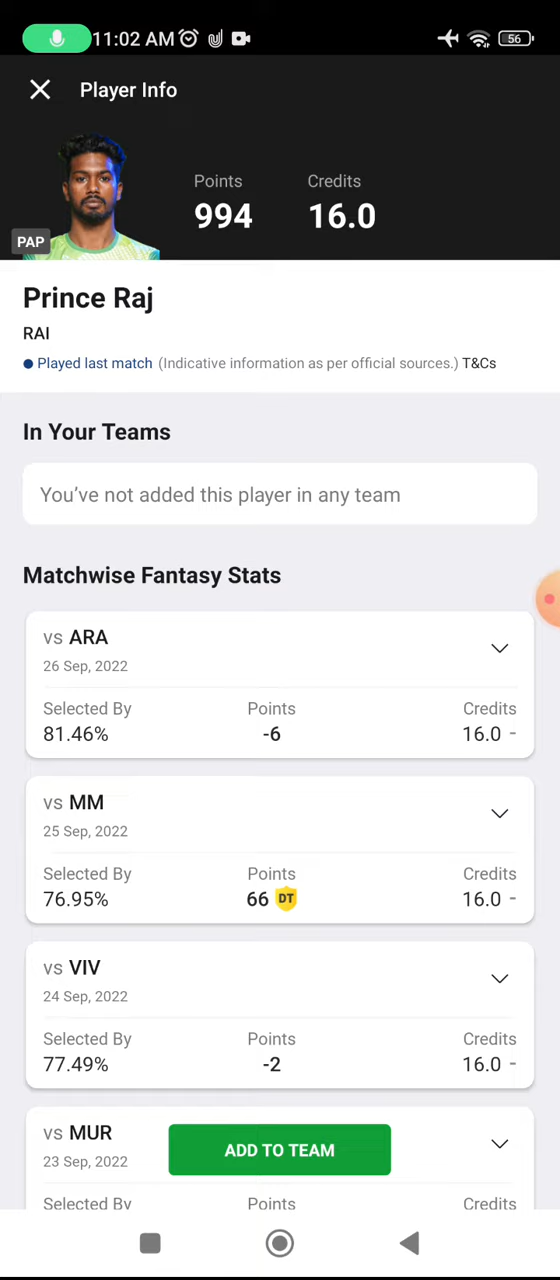 11:02 AM
56
Player Info
Points
Credits
994
16.0
PAP
Prince Raj
RAI
Played last match (Indicative information as per official sources.) T&Cs
In Your Teams
You've not added this player in any team
Matchwise Fantasy Stats
vs ARA
26 Sep, 2022
Selected By Points Credits
81.46% -6 16.0 -
vs MM
25 Sep, 2022
Selected By Points Credits
76.95% 66 DT 16.0 -
vs VIV
24 Sep, 2022
Selected By Points Credits
77.49% -2 16.0 -
vs MUR
23 Sep, 2022
ADD TO TEAM
Selected By Points Credits